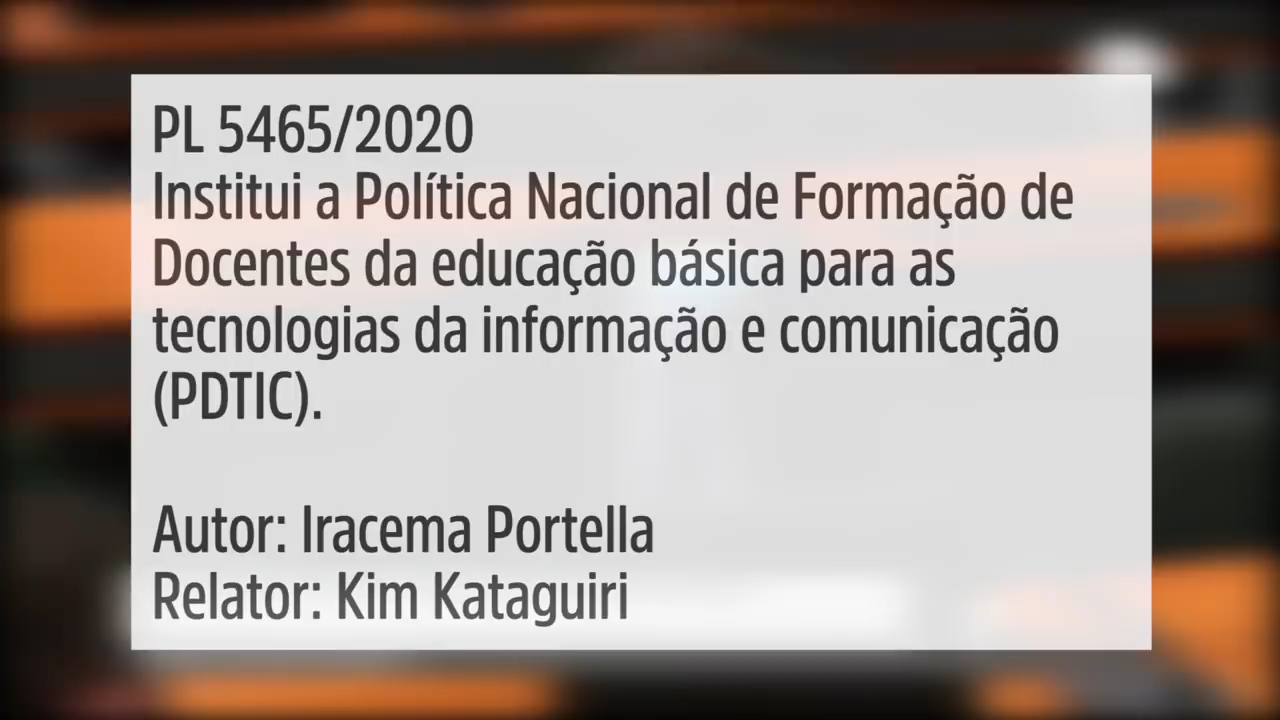 PL 5465/2020
Institui a Política Nacional de Formação de
Docentes da educação básica para as
tecnologias da informação e comunicação
(PDTIC).
Autor: Iracema Portella
Relator: Kim Kataguiri